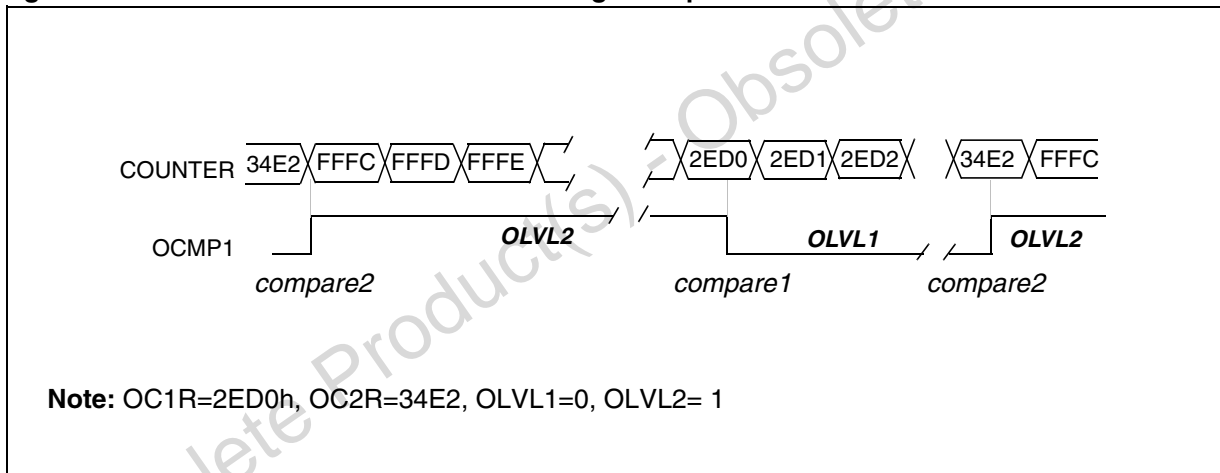 COUNTER 34E2 FFFC FFFD FFFE 2ED0 2ED1 2ED2 34E2 FFFC
OCMP1 OLVL2 OLVL1 OLVL2
compare2 compare1 compare2
Note: OC1R=2ED0h, OC2R=34E2, OLVL1=0, OLVL2= 1